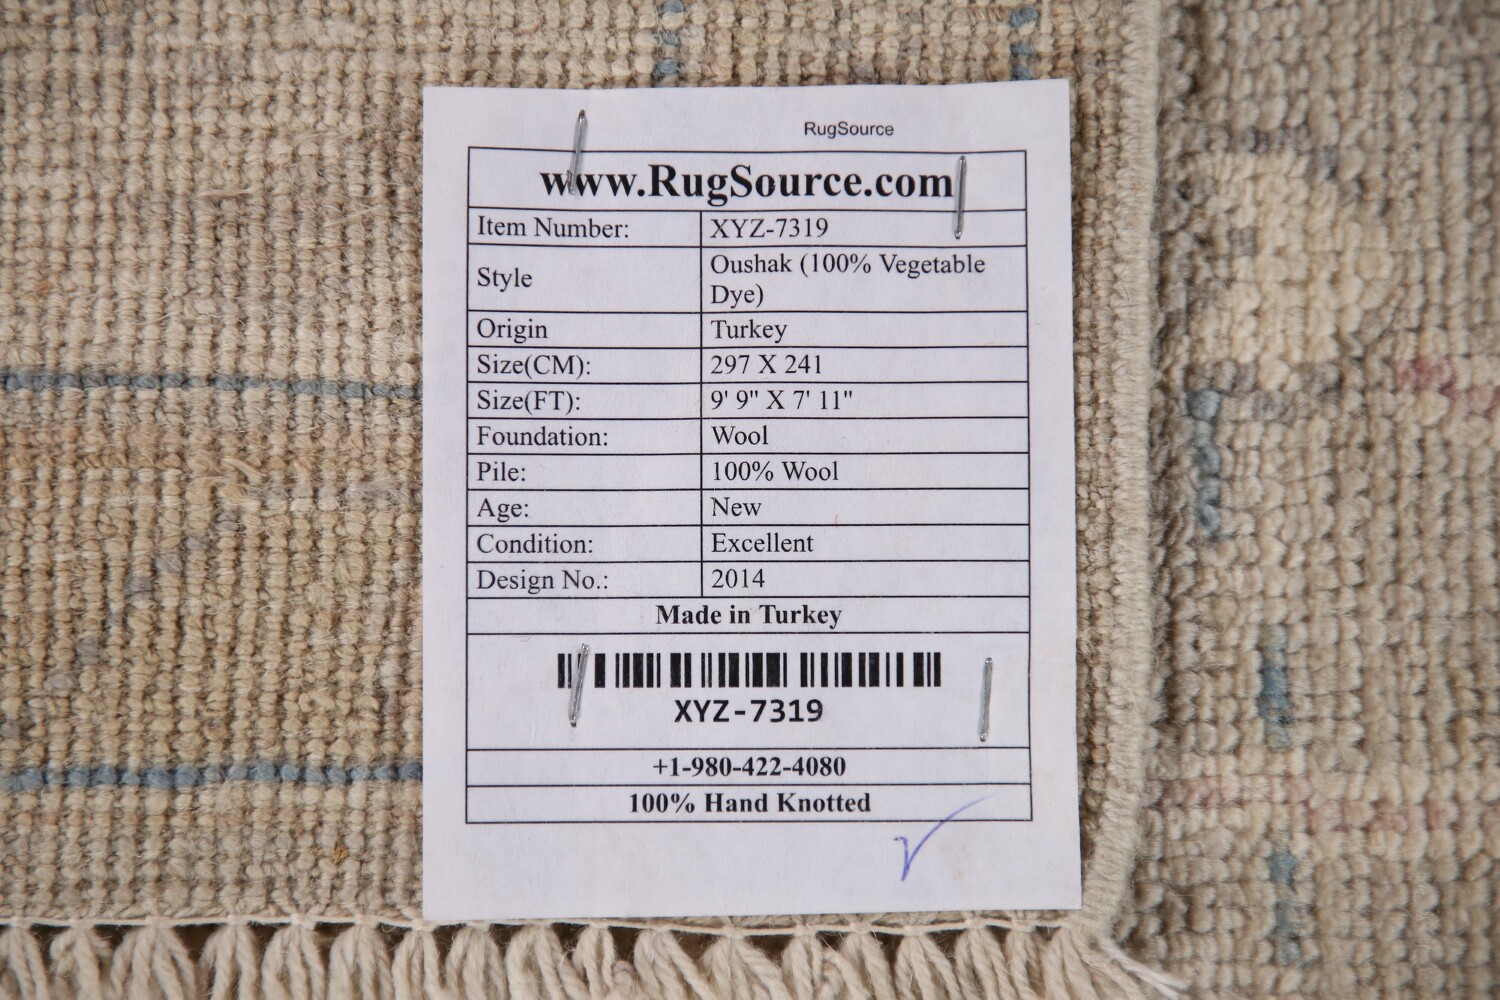 RugSource
www.RugSource.com
Item Number: XYZ-7319
Style Oushak (100% Vegetable
Dye)
Origin Turkey
Size(CM): 297 X 241
Size(FT): 9' 9" X 7' 11"
Foundation: Wool
Pile: 100% Wool
Age: New
Condition: Excellent
Design No.: 2014
Made in Turkey
XYZ-7319
+1-980-422-4080
100% Hand Knotted